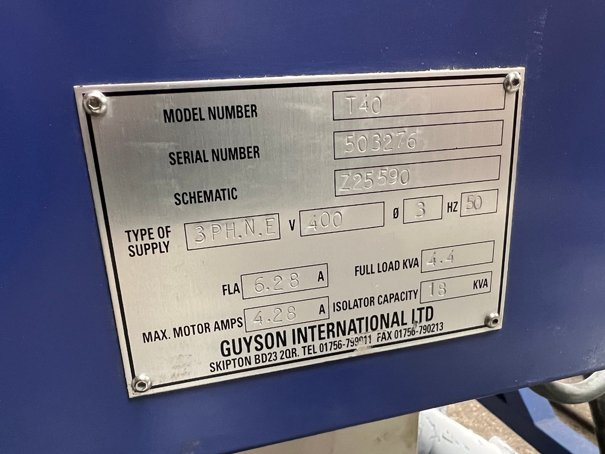 MODEL NUMBER T40
SERIAL NUMBER 503276
SCHEMATIC Z25590
TYPE OF SUPPLY 3PH.N.E V 400 Ø 3 HZ 50
FLA 6.28 A FULL LOAD KVA 4.4
MAX. MOTOR AMPS 4.28 A ISOLATOR CAPACITY 18 KVA
GUYSON INTERNATIONAL LTD
SKIPTON BD23 2QR. TEL 01756-799011 FAX 01756-790213